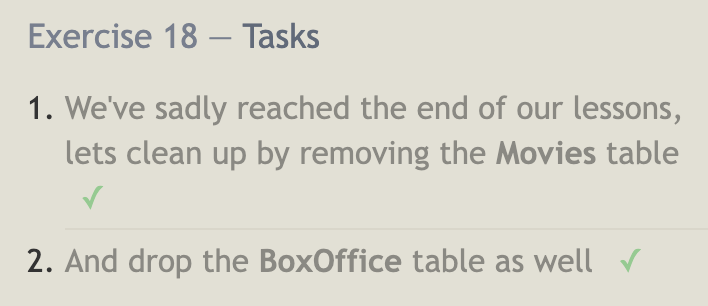 Exercise 18 — Tasks
1. We've sadly reached the end of our lessons,
lets clean up by removing the Movies table
✓
2. And drop the BoxOffice table as well ✓